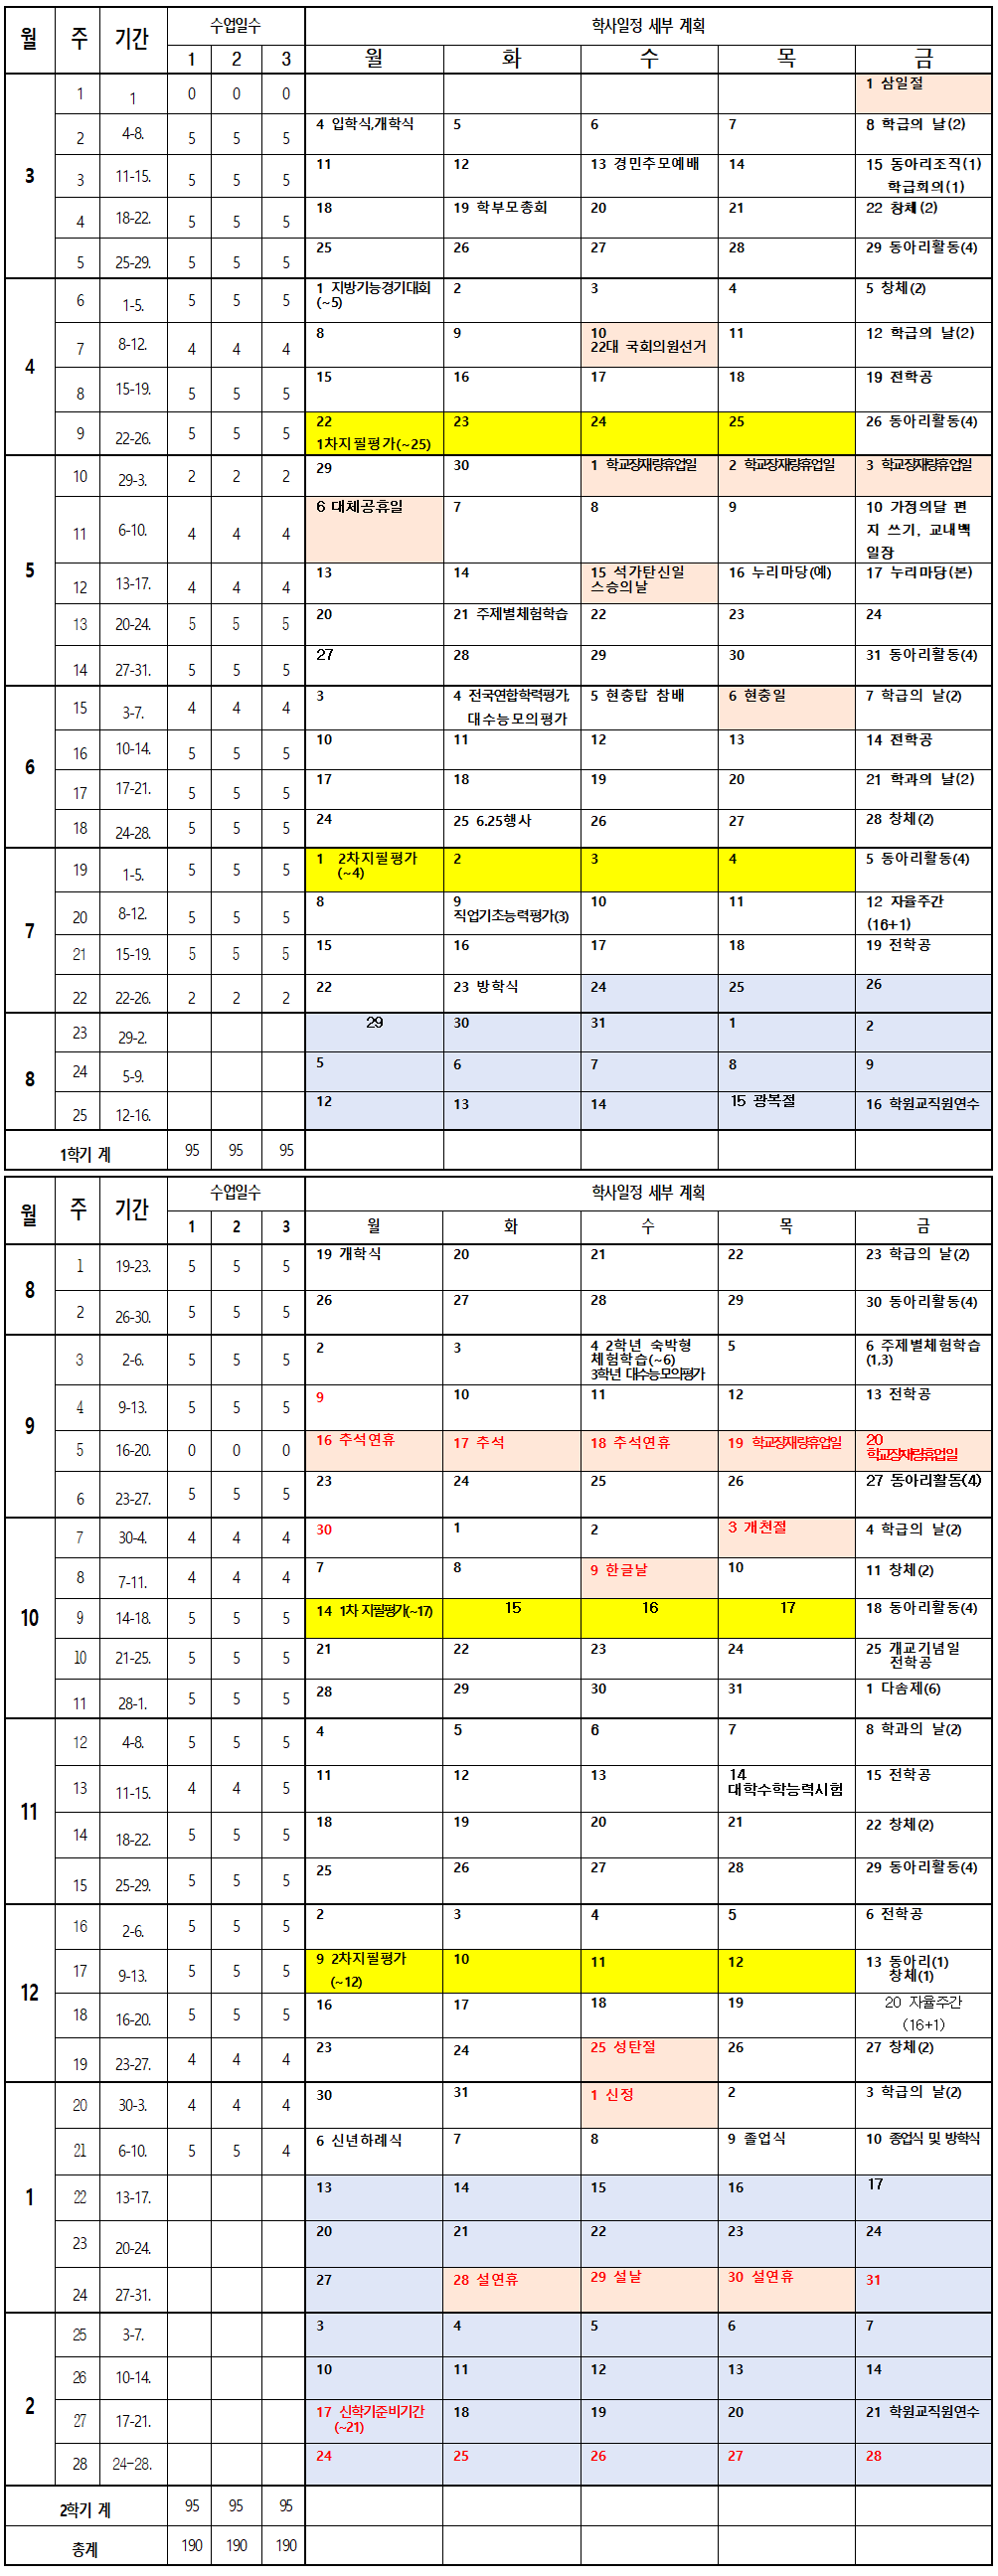 월 주 기간 수업일수 학사일정 세부 계획
1 2 3 월 화 수 목 금
3
1 1 0 0 0 1 삼일절
2 4-8. 5 5 5 4 입학식,개학식 5 6 7 8 학급의 날(2)
3 11-15. 5 5 5 11 12 13 경민추모예배 14 15 동아리조직(1)
학급회의(1)
4 18-22. 5 5 5 18 19 학부모총회 20 21 22 창체(2)
5 25-29. 5 5 5 25 26 27 28 29 동아리활동(4)
4
6 1-5. 5 5 5 1 지방기능경기대회 2 3 4 5 창체(2)
(~5)
7 8-12. 4 4 4 8 9 10 11 12 학급의 날(2)
22대 국회의원선거
8 15-19. 5 5 5 15 16 17 18 19 전학공
9 22-26. 5 5 5 22 23 24 25 26 동아리활동(4)
1차지필평가(~25)
5
10 29-3. 2 2 2 29 30 1 학교장재량휴업일 2 학교장재량휴업일 3 학교장재량휴업일
11 6-10. 4 4 4 6 대체공휴일 7 8 9 10 가정의달 편
지 쓰기, 교내백
일장
12 13-17. 4 4 4 13 14 15 석가탄신일 16 누리마당(예) 17 누리마당(본)
스승의날
13 20-24. 5 5 5 20 21 주제별체험학습 22 23 24
14 27-31. 5 5 5 27 28 29 30 31 동아리활동(4)
6
15 3-7. 4 4 4 3 4 전국연합학력평가, 5 현충탑 참배 6 현충일 7 학급의 날(2)
대수능모의평가
16 10-14. 5 5 5 10 11 12 13 14 전학공
17 17-21. 5 5 5 17 18 19 20 21 학과의 날(2)
18 24-28. 5 5 5 24 25 6.25행사 26 27 28 창체(2)
7
19 1-5. 5 5 5 1 2차지필평가 2 3 4 5 동아리활동(4)
(~4)
20 8-12. 5 5 5 8 9 10 11 12 자율주간
직업기초능력평가(3) (16+1)
21 15-19. 5 5 5 15 16 17 18 19 전학공
22 22-26. 2 2 2 22 23 방학식 24 25 26
8
23 29-2. 29 30 31 1 2
24 5-9. 5 6 7 8 9
25 12-16. 12 13 14 15 광복절 16 학원교직원연수
1학기 계 95 95 95
월 주 기간 수업일수 학사일정 세부 계획
1 2 3 월 화 수 목 금
8
1 19-23. 5 5 5 19 개학식 20 21 22 23 학급의 날(2)
2 26-30. 5 5 5 26 27 28 29 30 동아리활동(4)
9
3 2-6. 5 5 5 2 3 4 2학년 숙박형 5 6 주제별체험학습
체험학습(~6) (1,3)
3학년 대수능모의평가
4 9-13. 5 5 5 9 10 11 12 13 전학공
5 16-20. 0 0 0 16 추석연휴 17 추석 18 추석연휴 19 학교장재량휴업일 20
학교장재량휴업일
6 23-27. 5 5 5 23 24 25 26 27 동아리활동(4)
10
7 30-4. 4 4 4 30 1 2 3 개천절 4 학급의 날(2)
8 7-11. 4 4 4 7 8 9 한글날 10 11 창체(2)
9 14-18. 5 5 5 14 1차 지필평가(~17) 15 16 17 18 동아리활동(4)
10 21-25. 5 5 5 21 22 23 24 25 개교기념일
전학공
11 28-1. 5 5 5 28 29 30 31 1 다솜제(6)
11
12 4-8. 5 5 5 4 5 6 7 8 학과의 날(2)
13 11-15. 4 4 5 11 12 13 14 15 전학공
대학수학능력시험
14 18-22. 5 5 5 18 19 20 21 22 창체(2)
15 25-29. 5 5 5 25 26 27 28 29 동아리활동(4)
12
16 2-6. 5 5 5 2 3 4 5 6 전학공
17 9-13. 5 5 5 9 2차지필평가 10 11 12 13 동아리(1)
(~12) 창체(1)
18 16-20. 5 5 5 16 17 18 19 20 자율주간
(16+1)
19 23-27. 4 4 4 23 24 25 성탄절 26 27 창체(2)
1
20 30-3. 4 4 4 30 31 1 신정 2 3 학급의 날(2)
21 6-10. 5 5 4 6 신년하례식 7 8 9 졸업식 10 종업식 및 방학식
22 13-17. 13 14 15 16 17
23 20-24. 20 21 22 23 24
24 27-31. 27 28 설연휴 29 설날 30 설연휴 31
2
25 3-7. 3 4 5 6 7
26 10-14. 10 11 12 13 14
27 17-21. 17 신학기준비기간 18 19 20 21 학원교직원연수
(~21)
28 24-28. 24 25 26 27 28
2학기 계 95 95 95
총계 190 190 190